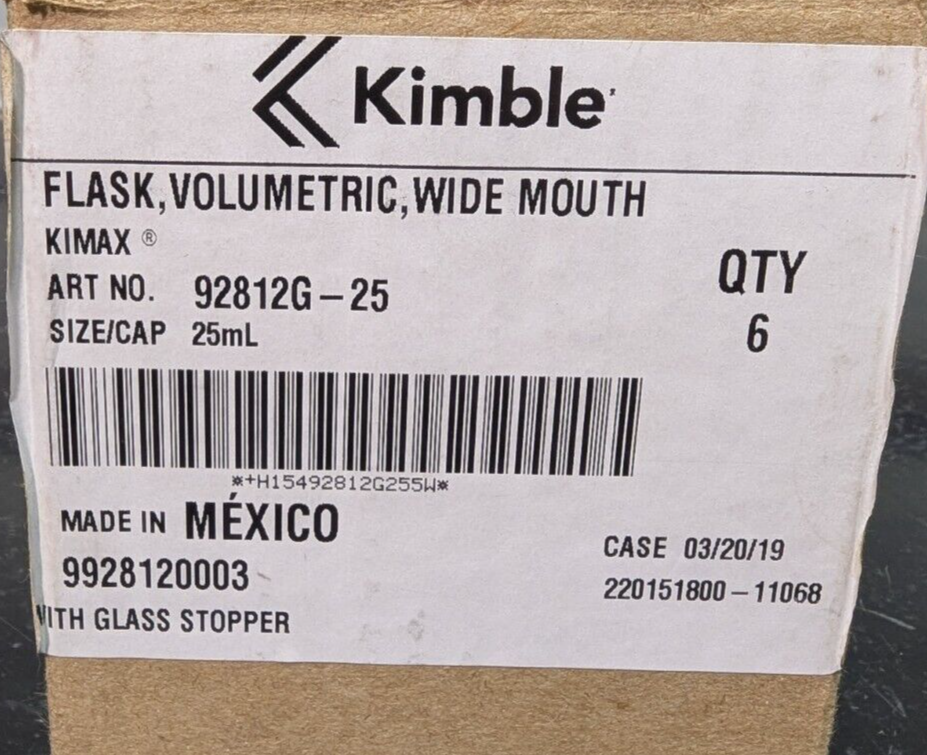 Kimble
FLASK,VOLUMETRIC,WIDE MOUTH
KIMAX ®
ART NO. 92812G-25
SIZE/CAP 25mL
QTY
6
*+H15492812G255W*
MADE IN MÉXICO
9928120003
WITH GLASS STOPPER
CASE 03/20/19
220151800-11068